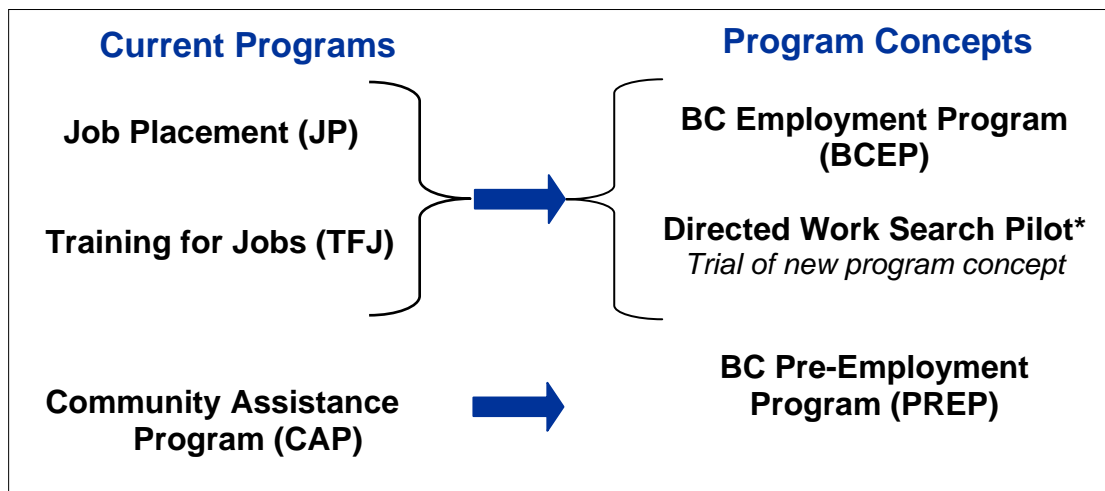 Current Programs
Job Placement (JP)
Training for Jobs (TFJ)
Community Assistance
Program (CAP)
Program Concepts
BC Employment Program
(BCEP)
Directed Work Search Pilot*
Trial of new program concept
BC Pre-Employment
Program (PREP)